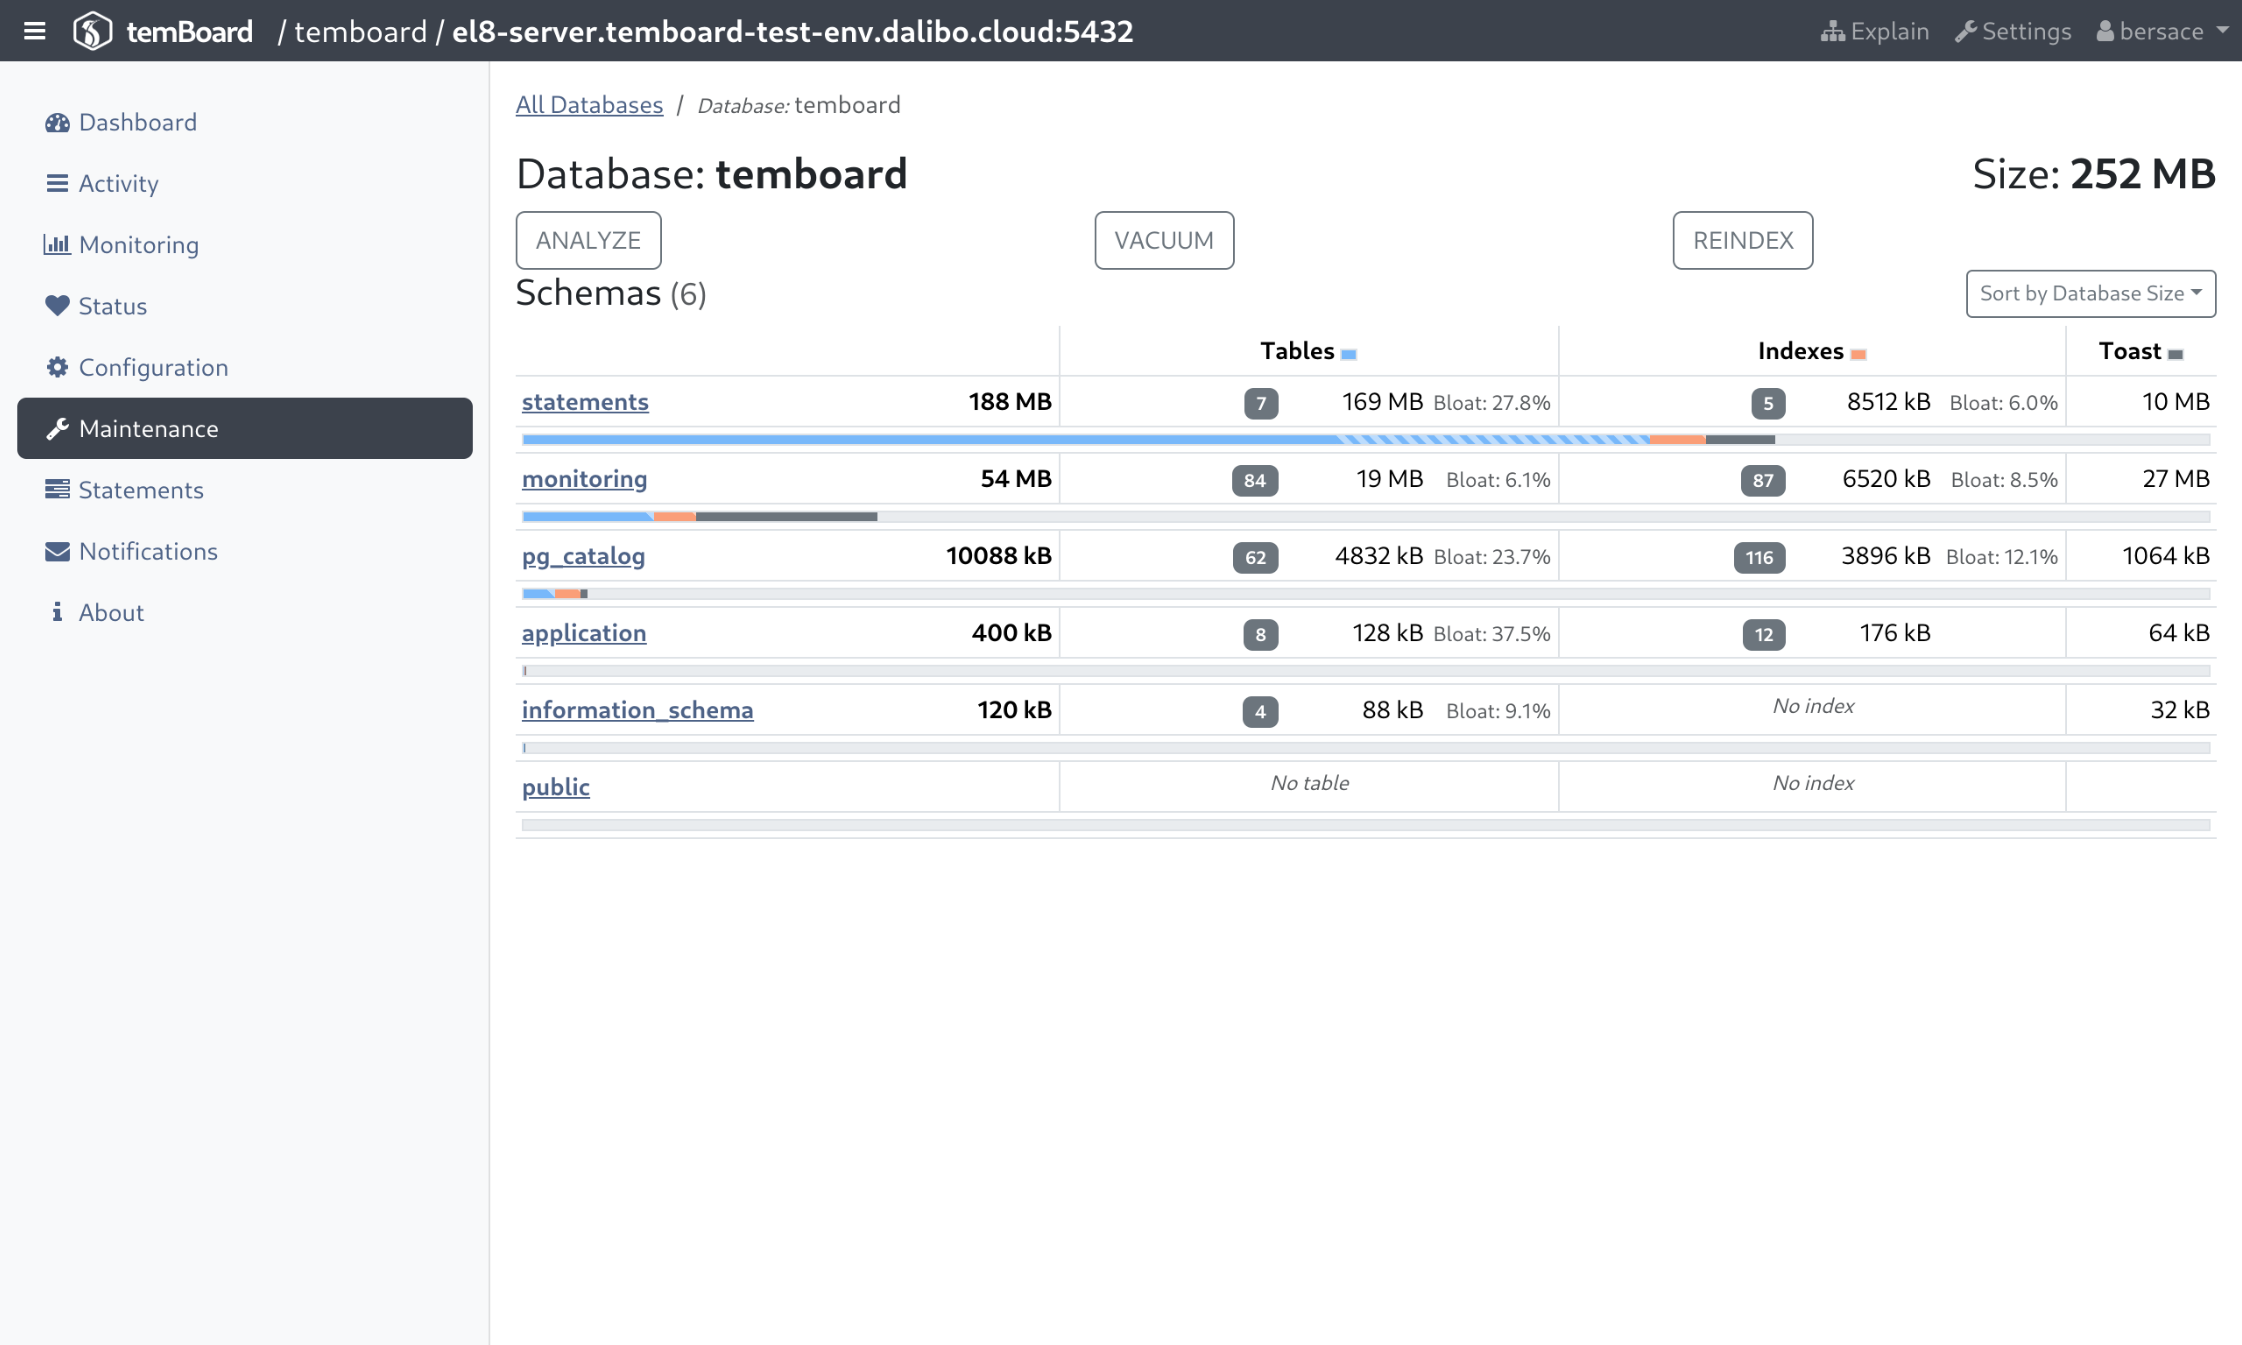 temBoard / temboard / el8-server.temboard-test-env.dalibo.cloud:5432 Explain Settings bersace
Dashboard
Activity
Monitoring
Status
Configuration
Maintenance
Statements
Notifications
About
All Databases / Database: temboard
Database: temboard Size: 252 MB
ANALYZE VACUUM REINDEX
Schemas (6) Sort by Database Size
Tables Indexes Toast
statements 188 MB 7 169 MB Bloat: 27.8% 5 8512 kB Bloat: 6.0% 10 MB
monitoring 54 MB 84 19 MB Bloat: 6.1% 87 6520 kB Bloat: 8.5% 27 MB
pg_catalog 10088 kB 62 4832 kB Bloat: 23.7% 116 3896 kB Bloat: 12.1% 1064 kB
application 400 kB 8 128 kB Bloat: 37.5% 12 176 kB 64 kB
information_schema 120 kB 4 88 kB Bloat: 9.1% No index 32 kB
public No table No index